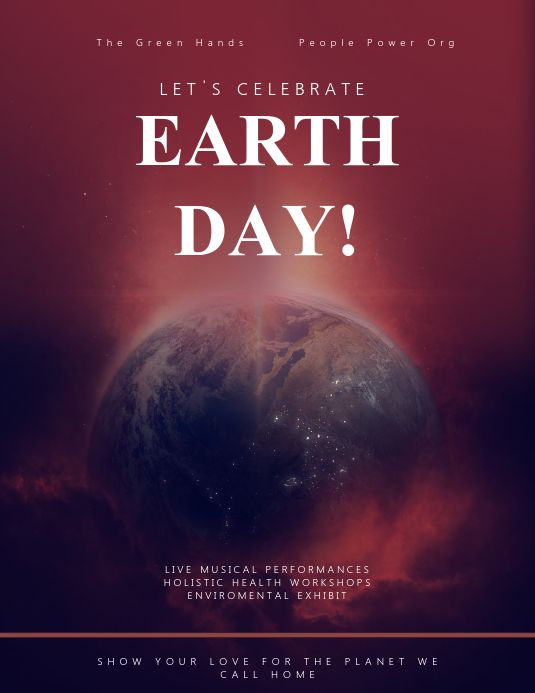 The Green Hands People Power Org
LET'S CELEBRATE
EARTH
DAY!
LIVE MUSICAL PERFORMANCES
HOLISTIC HEALTH WORKSHOPS
ENVIROMENTAL EXHIBIT
SHOW YOUR LOVE FOR THE PLANET WE
CALL HOME